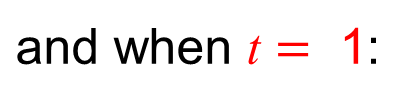 and when t = 1: